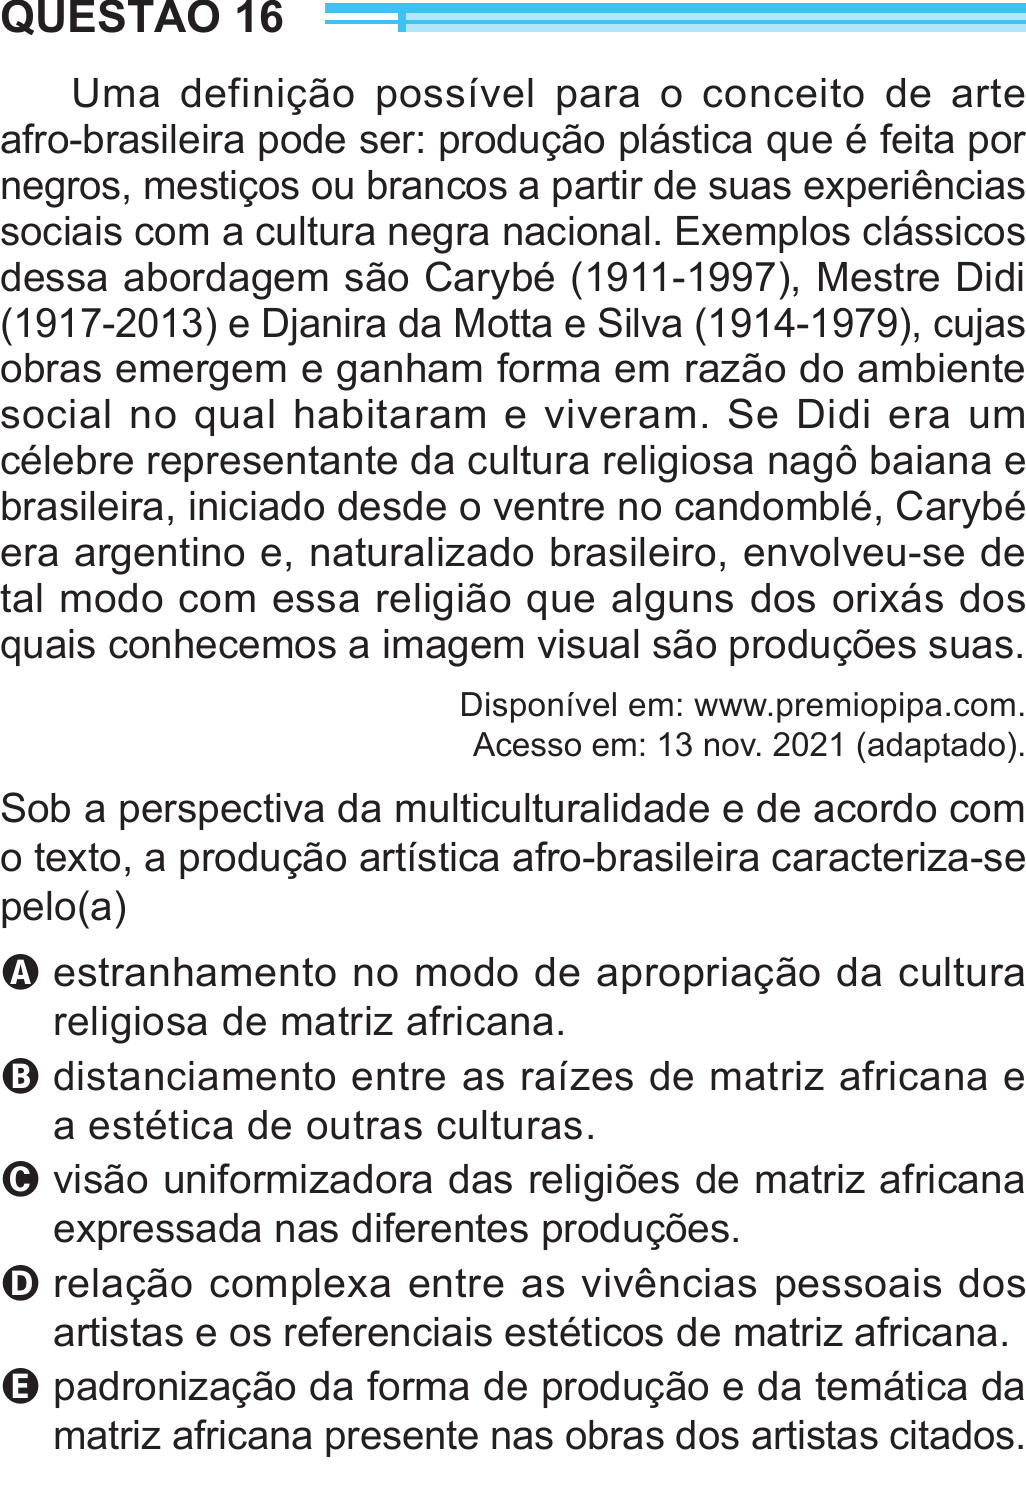 QUESTÃO 16
Uma definição possível para o conceito de arte
afro-brasileira pode ser: produção plástica que é feita por
negros, mestiços ou brancos a partir de suas experiências
sociais com a cultura negra nacional. Exemplos clássicos
dessa abordagem são Carybé (1911-1997), Mestre Didi
(1917-2013) e Djanira da Motta e Silva (1914-1979), cujas
obras emergem e ganham forma em razão do ambiente
social no qual habitaram e viveram. Se Didi era um
célebre representante da cultura religiosa nagô baiana e
brasileira, iniciado desde o ventre no candomblé, Carybé
era argentino e, naturalizado brasileiro, envolveu-se de
tal modo com essa religião que alguns dos orixás dos
quais conhecemos a imagem visual são produções suas.
Disponível em: www.premiopipa.com.
Acesso em: 13 nov. 2021 (adaptado).
Sob a perspectiva da multiculturalidade e de acordo com
o texto, a produção artística afro-brasileira caracteriza-se
pelo(a)
A estranhamento no modo de apropriação da cultura
religiosa de matriz africana.
B distanciamento entre as raízes de matriz africana e
a estética de outras culturas.
C visão uniformizadora das religiões de matriz africana
expressada nas diferentes produções.
D relação complexa entre as vivências pessoais dos
artistas e os referenciais estéticos de matriz africana.
E padronização da forma de produção e da temática da
matriz africana presente nas obras dos artistas citados.